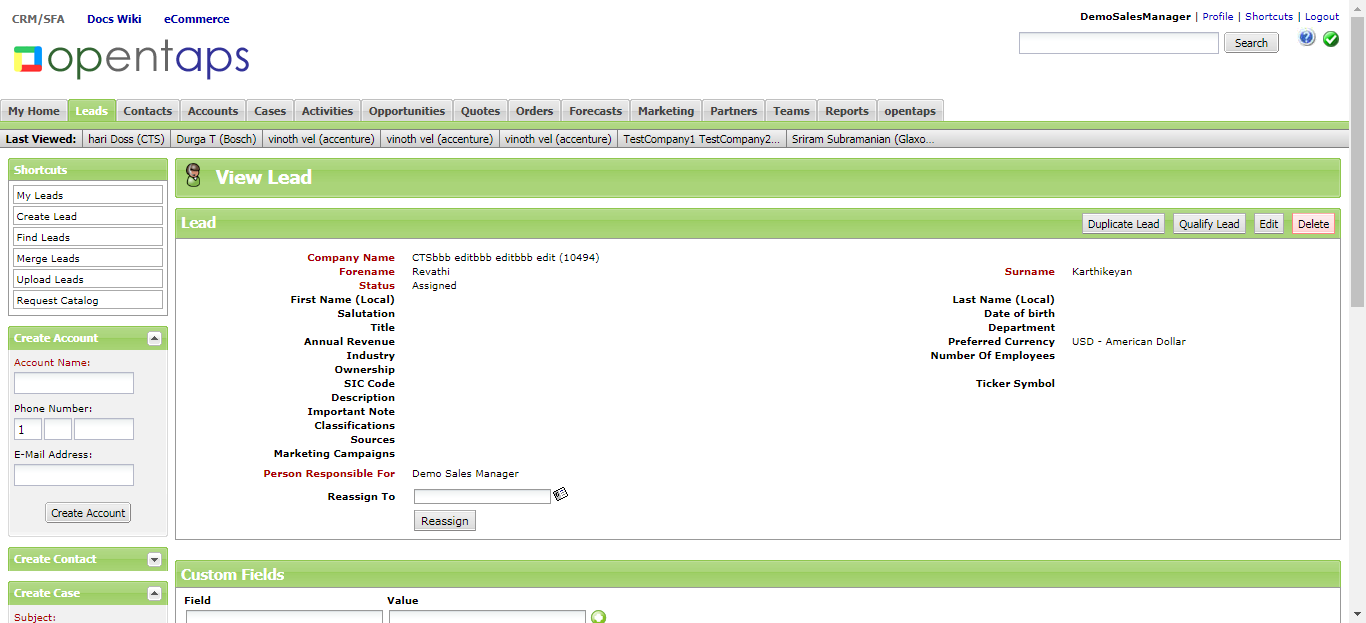 CRM/SFA Docs Wiki eCommerce
DemoSalesManager | Profile | Shortcuts | Logout
opentaps
Search
My Home Leads Contacts Accounts Cases Activities Opportunities Quotes Orders Forecasts Marketing Partners Teams Reports opentaps
Last Viewed: hari Doss (CTS) Durga T (Bosch) vinoth vel (accenture) vinoth vel (accenture) vinoth vel (accenture) TestCompany1 TestCompany2... Sriram Subramanian (Glaxo...
Shortcuts
My Leads
Create Lead
Find Leads
Merge Leads
Upload Leads
Request Catalog
Create Account
Account Name:
Phone Number:
1
E-Mail Address:
Create Account
Create Contact
Create Case
Subject:
View Lead
Lead
Duplicate Lead Qualify Lead Edit Delete
Company Name CTSbbb editbbb editbbb edit (10494)
Forename Revathi Surname Karthikeyan
Status Assigned
First Name (Local) Last Name (Local)
Salutation Date of birth
Title Department
Annual Revenue Preferred Currency USD - American Dollar
Industry Number Of Employees
Ownership
SIC Code Ticker Symbol
Description
Important Note
Classifications
Sources
Marketing Campaigns
Person Responsible For Demo Sales Manager
Reassign To
Reassign
Custom Fields
Field Value